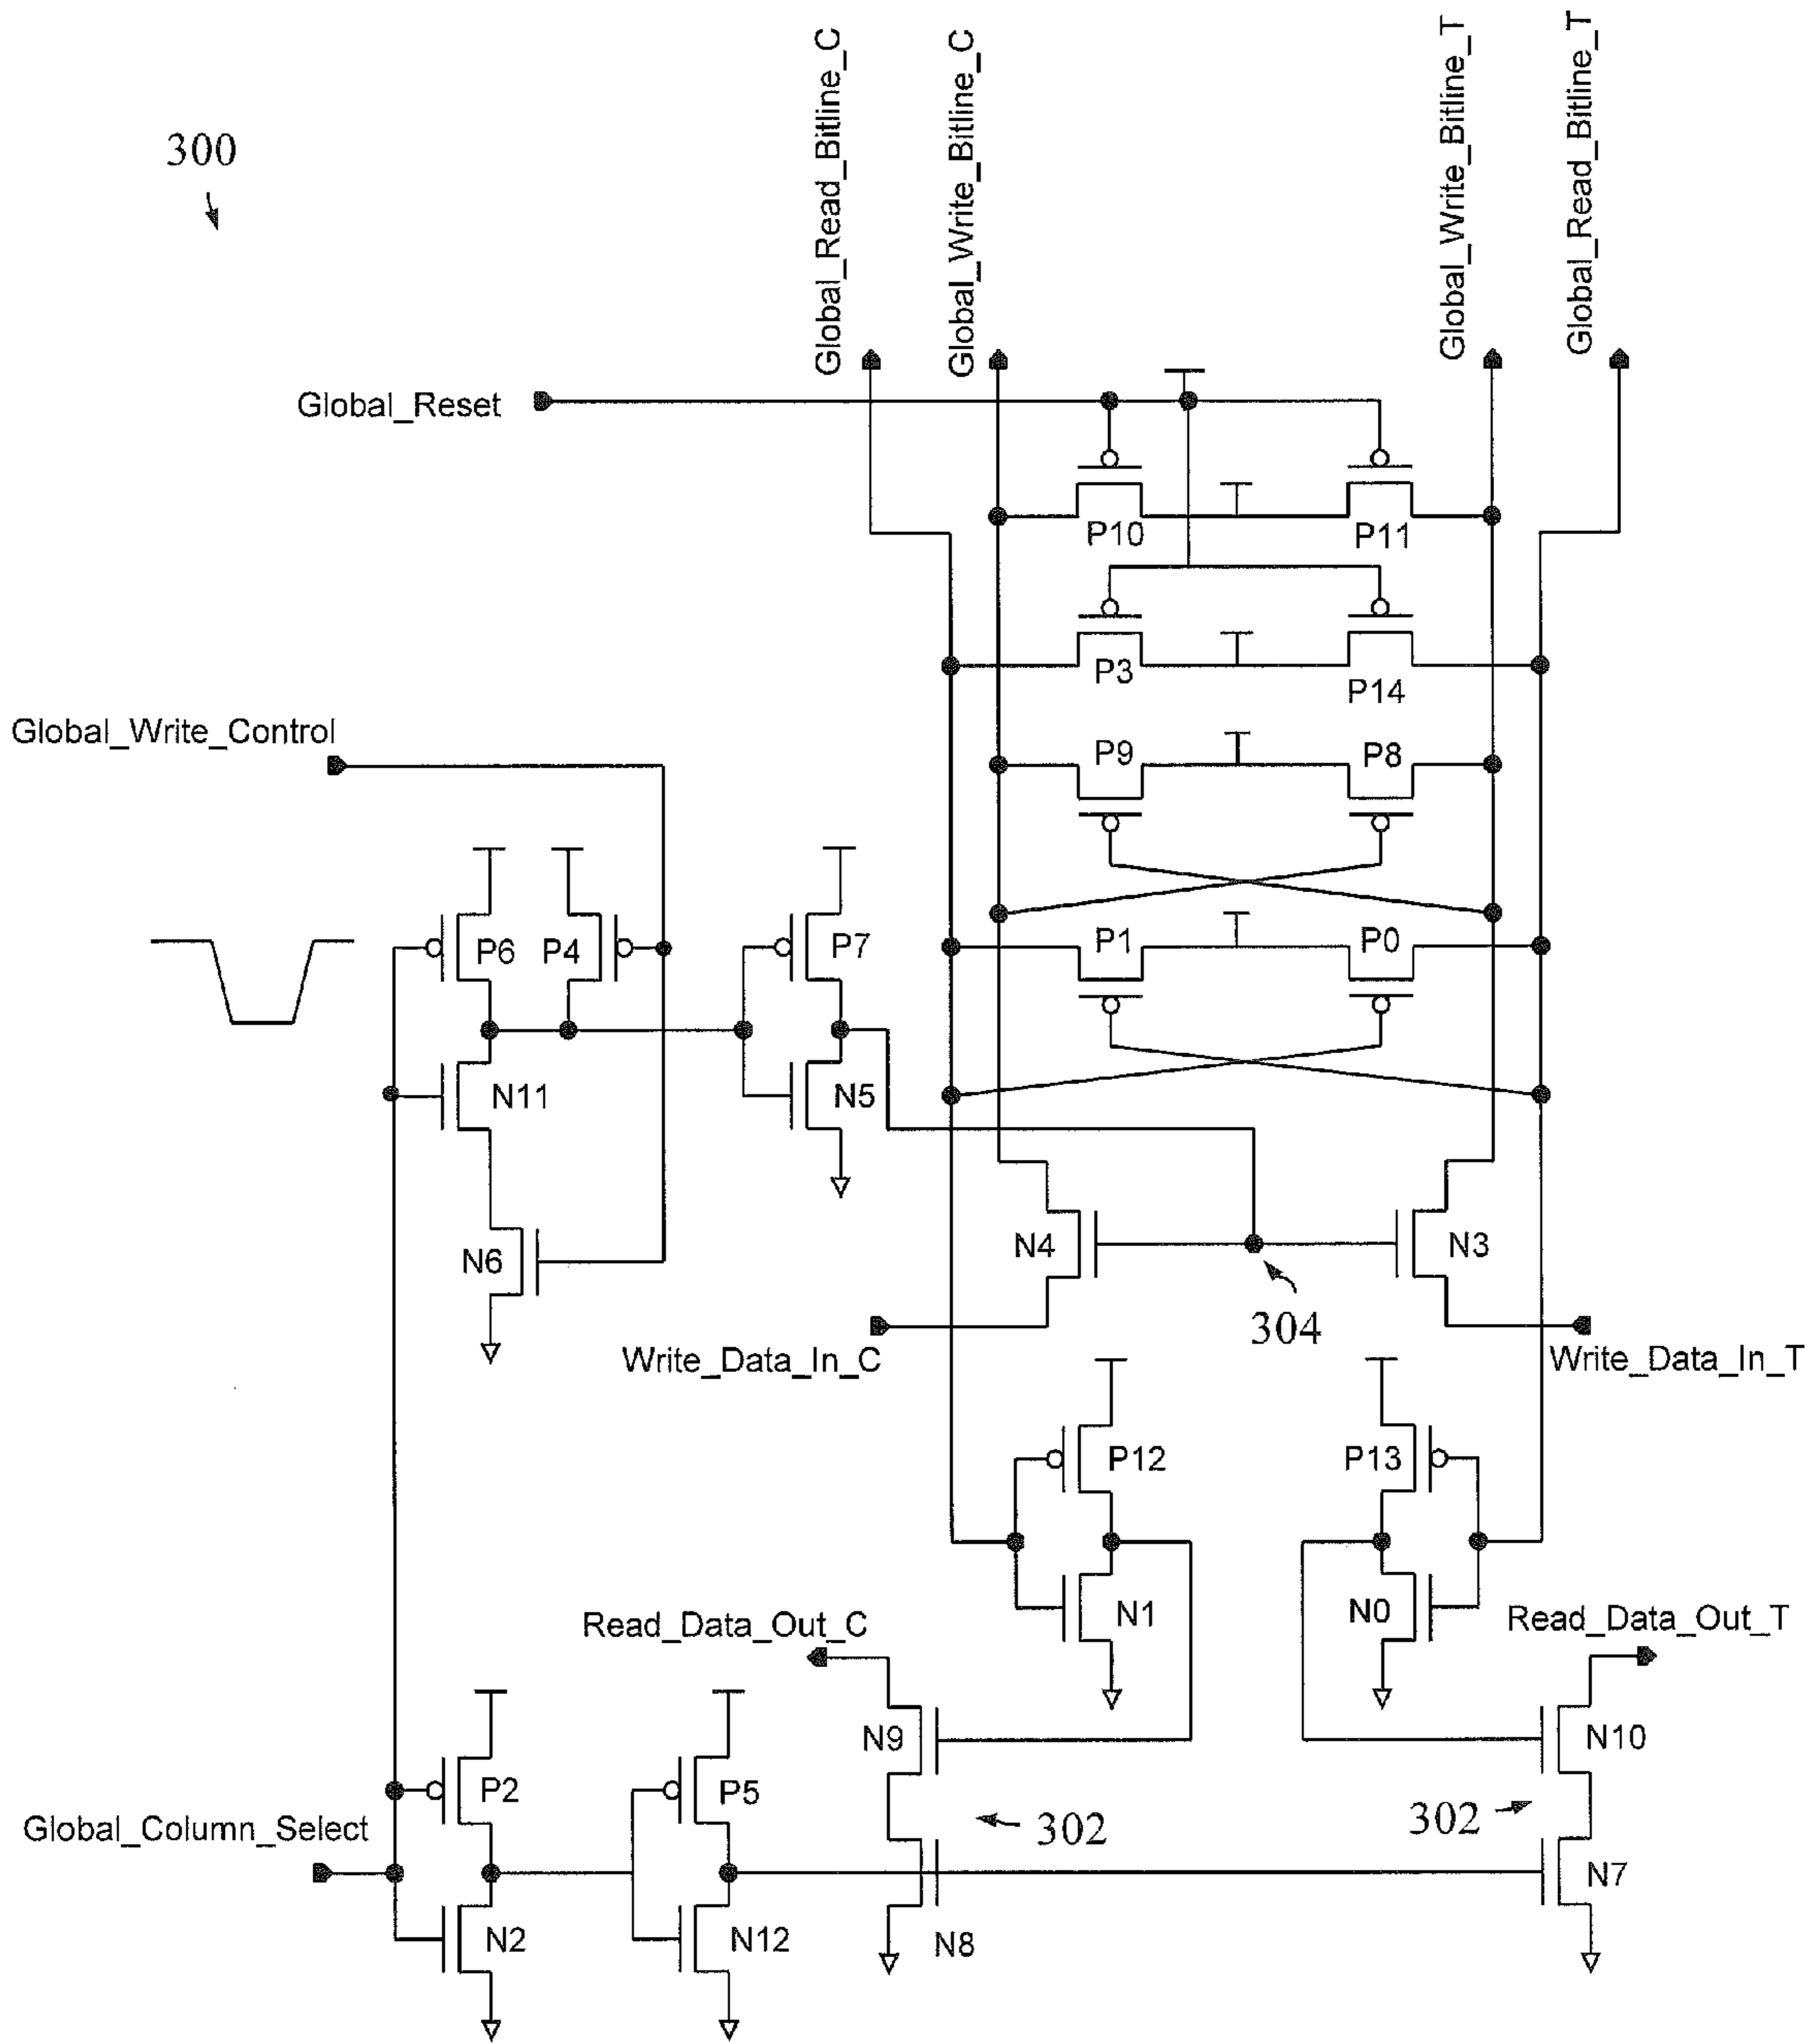 Global_Read_Bitline_C
Global_Write_Bitline_C
Global_Write_Bitline_T
Global_Read_Bitline_T
300
Global_Reset
P10
P11
P3
P14
Global_Write_Control
P9
P8
P6
P4
P7
P1
P0
N11
N5
N6
N4
N3
304
Write_Data_In_C
Write_Data_In_T
P12
P13
N1
N0
Read_Data_Out_C
Read_Data_Out_T
N9
N10
P2
P5
302
302
Global_Column_Select
N7
N2
N12
N8